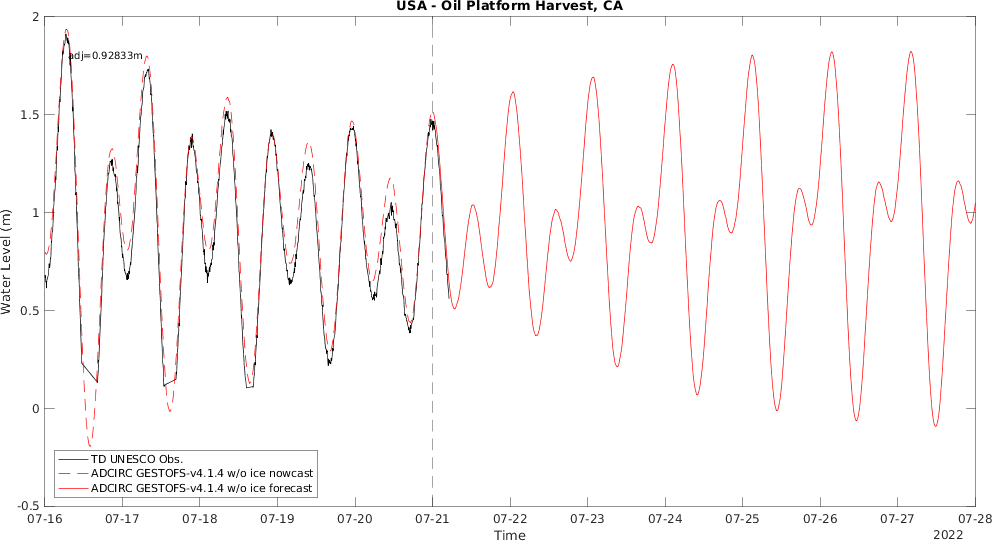 USA - Oil Platform Harvest, CA
2
adj=0.92833m
1.5
1
0.5
0
-0.5
Water Level (m)
TD UNESCO Obs.
ADCIRC GESTOFS-v4.1.4 w/o ice nowcast
ADCIRC GESTOFS-v4.1.4 w/o ice forecast
07-16 07-17 07-18 07-19 07-20 07-21 07-22 07-23 07-24 07-25 07-26 07-27 07-28
Time
2022